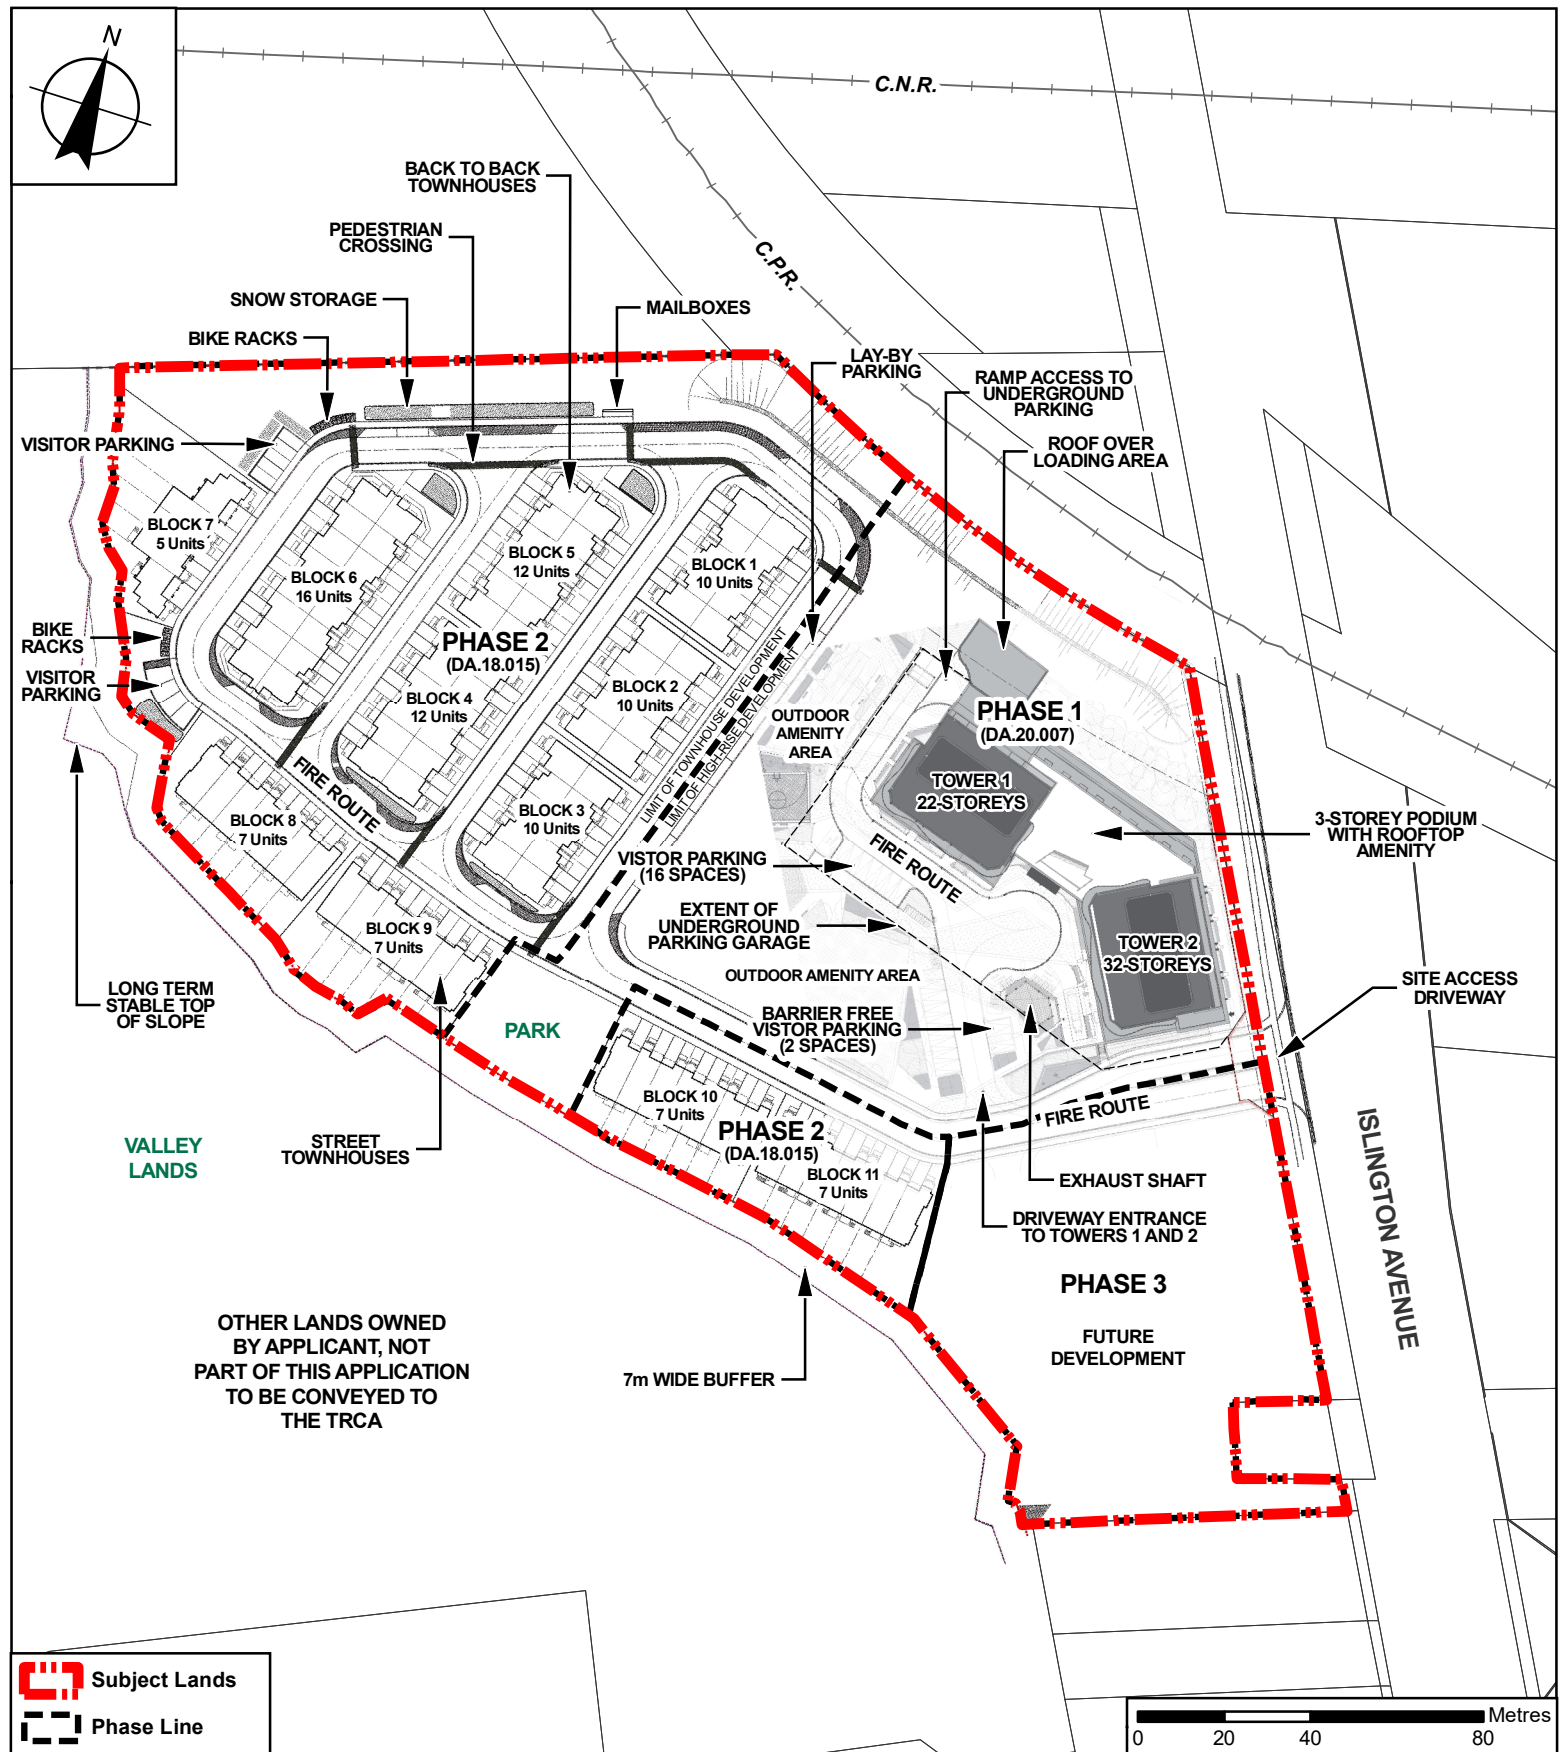 N
C.N.R.
BACK TO BACK
TOWNHOUSES
PEDESTRIAN
CROSSING
C.P.R.
SNOW STORAGE
MAILBOXES
BIKE RACKS
LAY-BY
PARKING
RAMP ACCESS TO
UNDERGROUND
PARKING
ROOF OVER
LOADING AREA
VISITOR PARKING
BLOCK 7
5 Units
BLOCK 6
16 Units
BLOCK 5
12 Units
BLOCK 1
10 Units
BIKE
RACKS
VISITOR
PARKING
PHASE 2
(DA.18.015)
BLOCK 4
12 Units
BLOCK 2
10 Units
LIMIT OF TOWNHOUSE DEVELOPMENT
LIMIT OF HIGH-RISE DEVELOPMENT
OUTDOOR
AMENITY
AREA
PHASE 1
(DA.20.007)
TOWER 1
22-STOREYS
FIRE ROUTE
BLOCK 8
7 Units
BLOCK 3
10 Units
3-STOREY PODIUM
WITH ROOFTOP
AMENITY
VISTOR PARKING
(16 SPACES)
FIRE ROUTE
EXTENT OF
UNDERGROUND
PARKING GARAGE
BLOCK 9
7 Units
TOWER 2
32-STOREYS
OUTDOOR AMENITY AREA
LONG TERM
STABLE TOP
OF SLOPE
SITE ACCESS
DRIVEWAY
PARK
BARRIER FREE
VISTOR PARKING
(2 SPACES)
BLOCK 10
7 Units
FIRE ROUTE
PHASE 2
(DA.18.015)
VALLEY
LANDS
STREET
TOWNHOUSES
BLOCK 11
7 Units
EXHAUST SHAFT
DRIVEWAY ENTRANCE
TO TOWERS 1 AND 2
ISLINGTON AVENUE
PHASE 3
FUTURE
DEVELOPMENT
OTHER LANDS OWNED
BY APPLICANT, NOT
PART OF THIS APPLICATION
TO BE CONVEYED TO
THE TRCA
7m WIDE BUFFER
Subject Lands
Phase Line
Metres
0 20 40 80